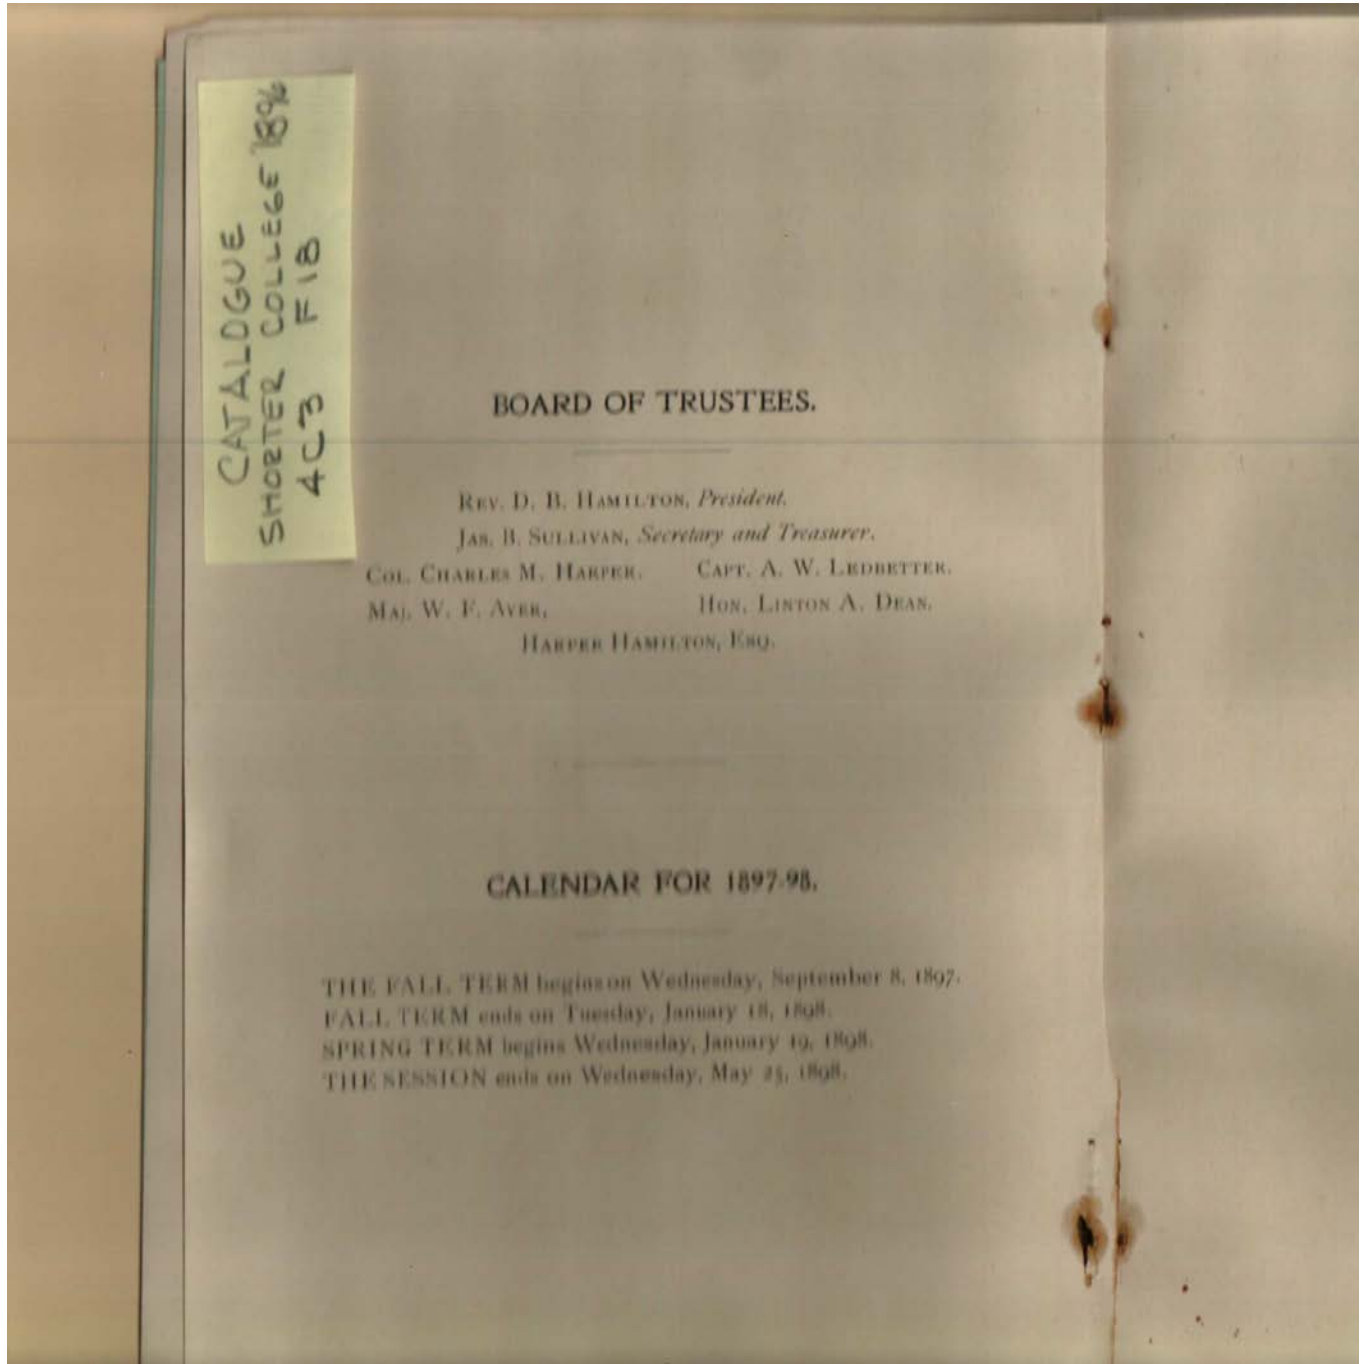 CATALOGUE
SHORTER COLLEGE 1896
4C3 F18
BOARD OF TRUSTEES.
REV. D. B. HAMILTON, President.
JAS. B. SULLIVAN, Secretary and Treasurer.
COL. CHARLES M. HARPER. CAPT. A. W. LEDBETTER.
MAJ. W. F. AYER, HON. LINTON A. DEAN.
HARPER HAMILTON, ESQ.
CALENDAR FOR 1897-98.
THE FALL TERM begins on Wednesday, September 8, 1897.
FALL TERM ends on Tuesday, January 18, 1898.
SPRING TERM begins Wednesday, January 19, 1898.
THE SESSION ends on Wednesday, May 25, 1898.